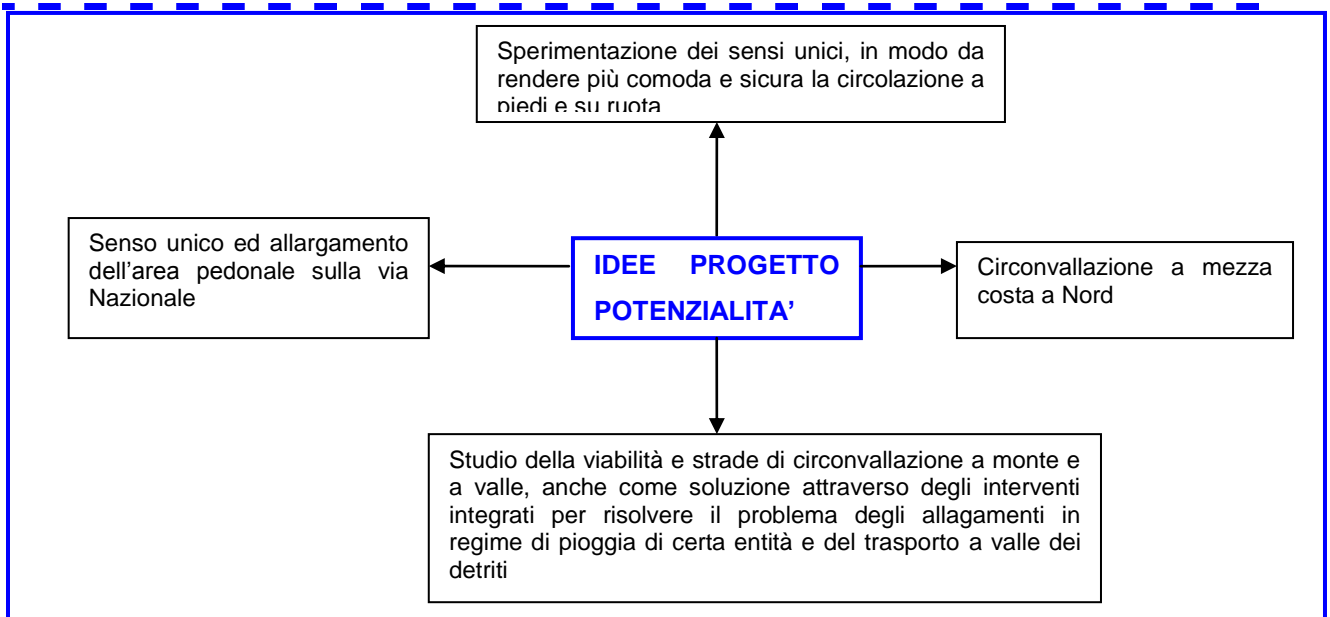 Sperimentazione dei sensi unici, in modo da
rendere più comoda e sicura la circolazione a
piedi e su ruota
Senso unico ed allargamento
dell’area pedonale sulla via
Nazionale
IDEE PROGETTO
POTENZIALITA’
Circonvallazione a mezza
costa a Nord
Studio della viabilità e strade di circonvallazione a monte e
a valle, anche come soluzione attraverso degli interventi
integrati per risolvere il problema degli allagamenti in
regime di pioggia di certa entità e del trasporto a valle dei
detriti